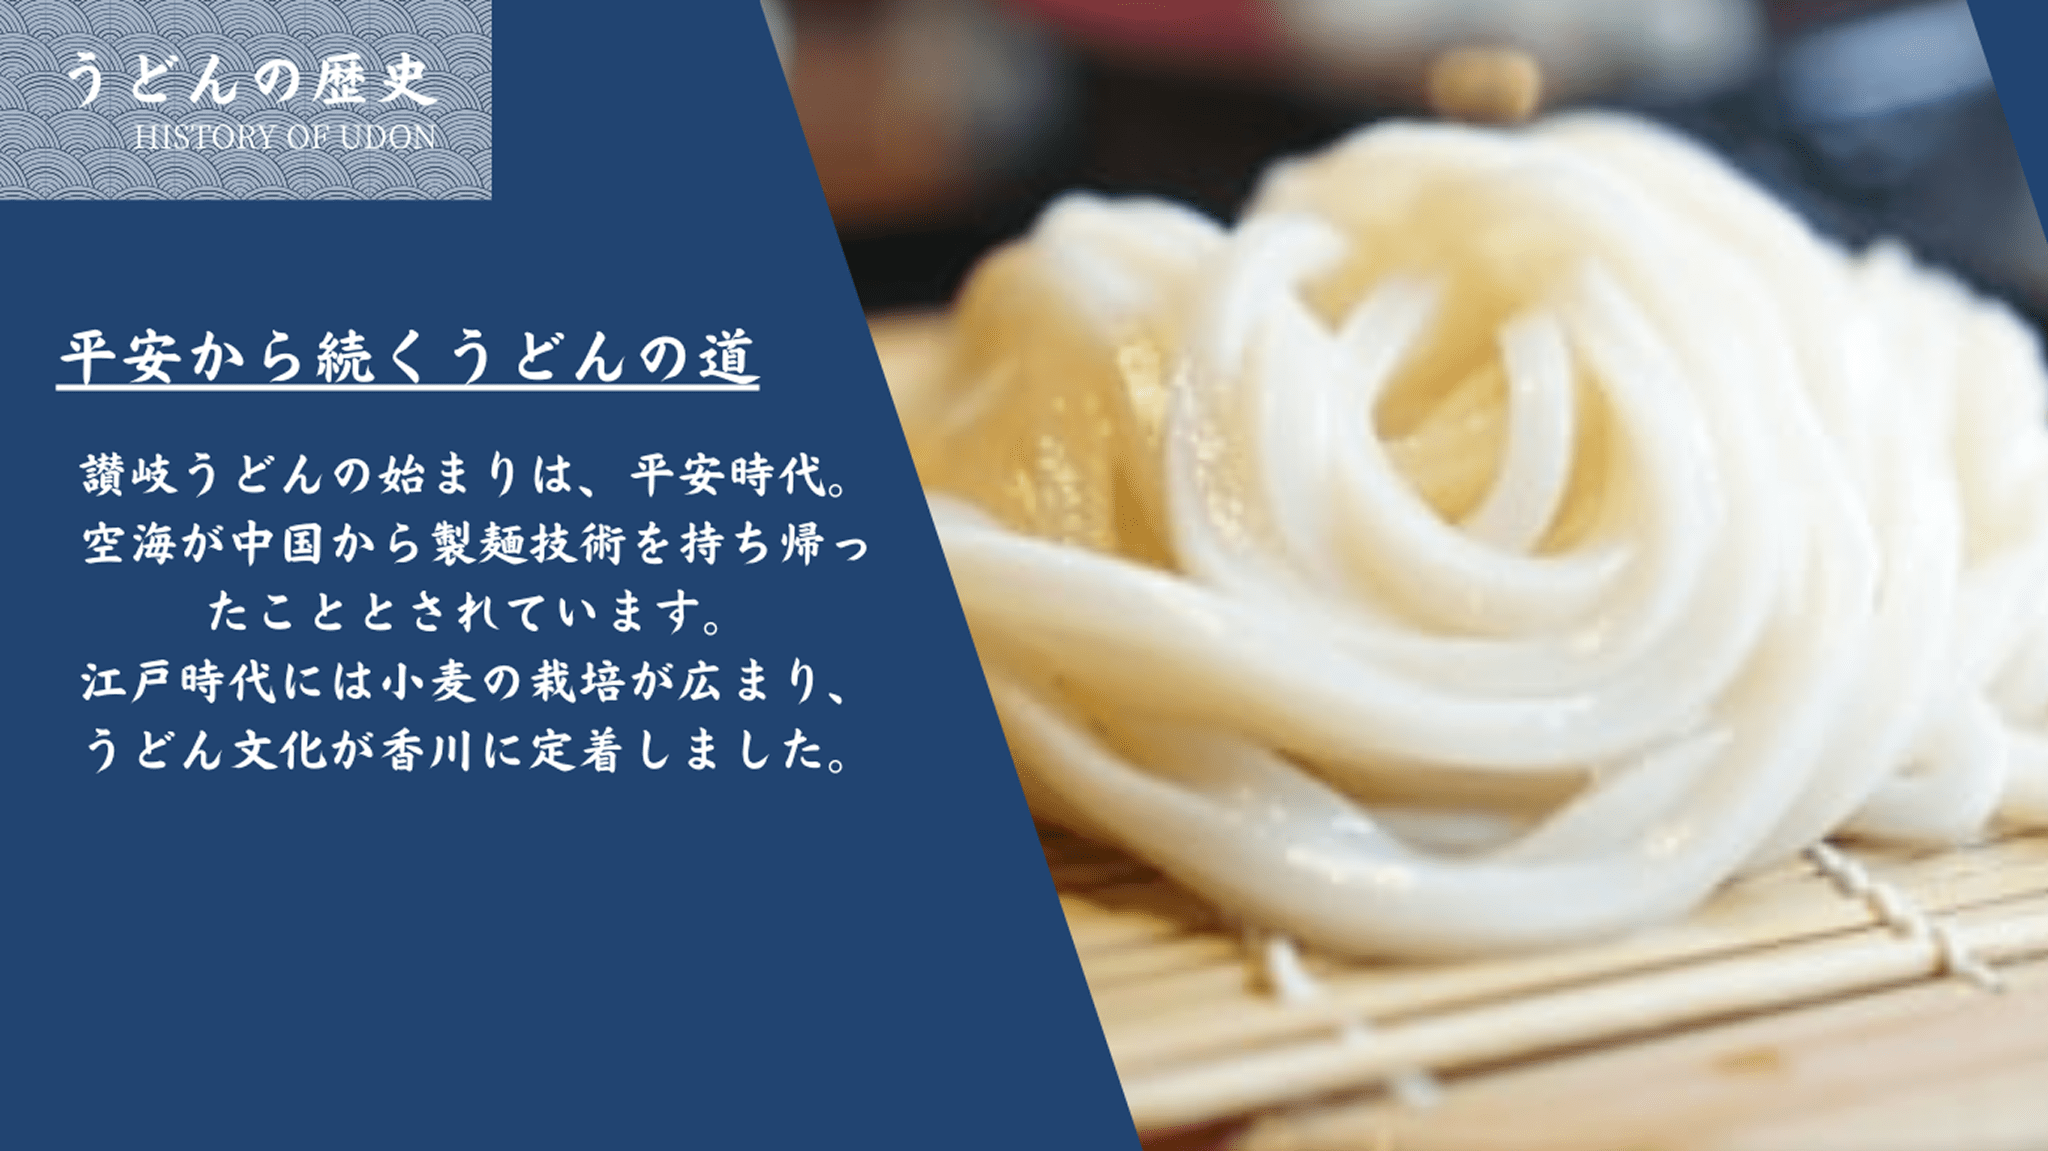 うどんの歴史
HISTORY OF UDON
平安から続くうどんの道
讃岐うどんの始まりは、平安時代。
空海が中国から製麺技術を持ち帰っ
たこととされています。
江戸時代には小麦の栽培が広まり、
うどん文化が香川に定着しました。